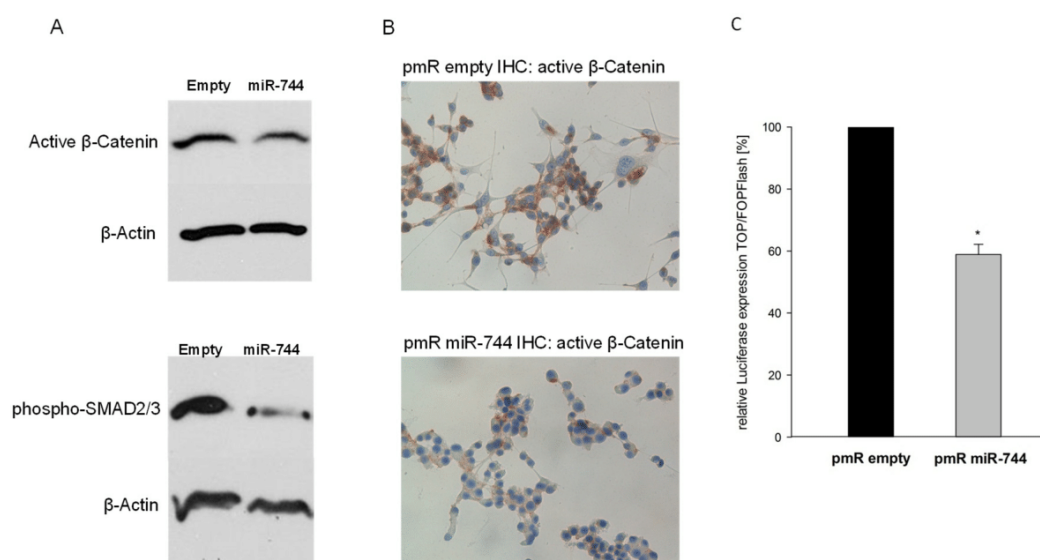 A
Empty miR-744
Active β-Catenin
β-Actin
Empty miR-744
phospho-SMAD2/3
β-Actin
B
pmR empty IHC: active β-Catenin
pmR miR-744 IHC: active β-Catenin
C
relative Luciferase expression TOP/FOPFlash [%]
100
80
60
40
20
0
*
pmR empty pmR miR-744